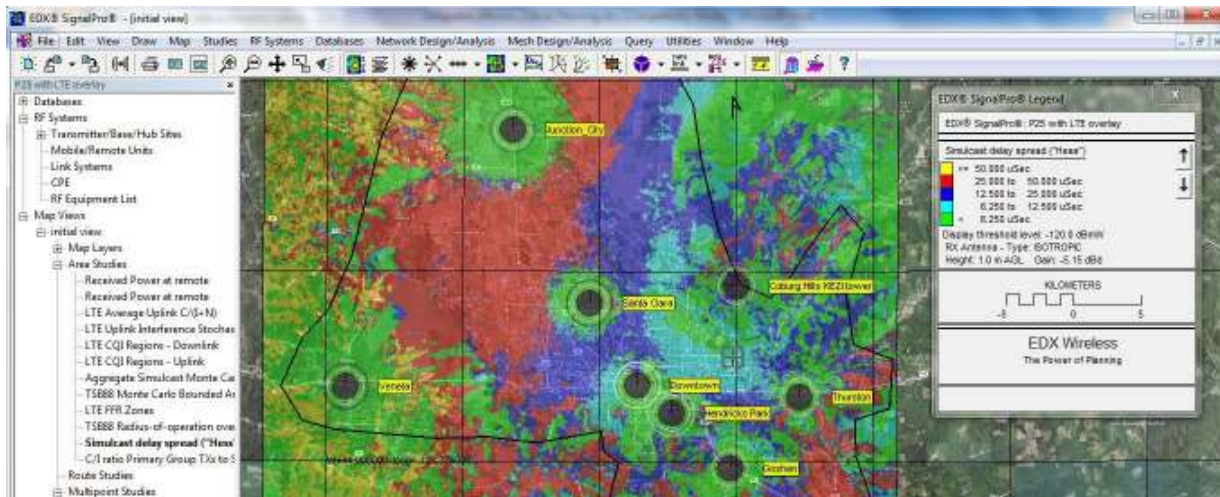 EDX® SignalPro® - [initial view]
File Edit View Draw Map Studies RF Systems Databases Network Design/Analysis Mesh Design/Analysis Query Utilities Window Help
P25 with LTE overlay
Databases
RF Systems
Transmitter/Base/Hub Sites
Mobile/Remote Units
Link Systems
CPE
RF Equipment List
Map Views
initial view
Map Layers
Area Studies
Received Power at remote
Received Power at remote
LTE Average Uplink C/(I+N)
LTE Uplink Interference Stochas
LTE CQI Regions - Downlink
LTE CQI Regions - Uplink
Aggregate Simulcast Monte Ca
TSB88 Monte Carlo Bounded Ar
LTE FFR Zones
TSB88 Radius-of-operation ove
Simulcast delay spread ("Hess"
C/I ratio Primary Group TXs to S
Route Studies
Multipoint Studies
Junction_City
Santa Clara
Coburg Hills KEZI tower
Veneta
Downtown
Hendricks Park
Thurston
Goshen
EDX® SignalPro® Legend
EDX® SignalPro®: P25 with LTE overlay
Simulcast delay spread ("Hess")
>= 50.000 uSec
25.000 to 50.000 uSec
12.500 to 25.000 uSec
6.250 to 12.500 uSec
< 6.250 uSec
Display threshold level: -120.0 dBmW
RX Antenna - Type: ISOTROPIC
Height: 1.0 m AGL Gain: -5.15 dBd
KILOMETERS
-5 0 5
EDX Wireless
The Power of Planning